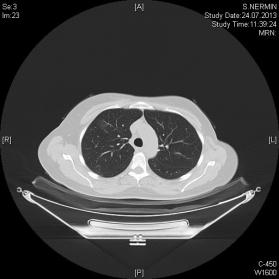 Se:3
Im:23
[A]
S.NERMIN
Study Date:24.07.2013
Study Time:11.39.24
MRN:
[R]
[L]
[P]
C-450
W1600